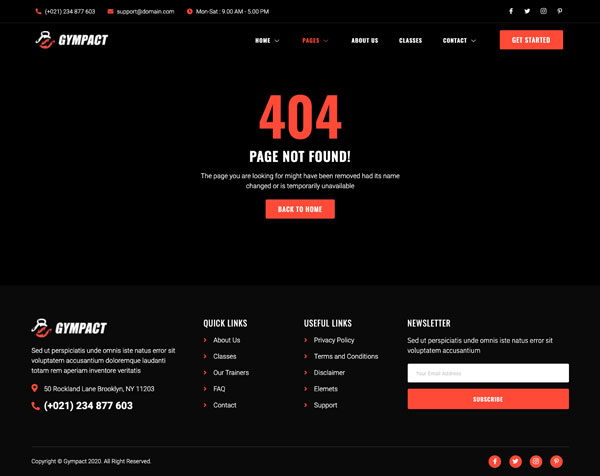 (+021) 234 877 603 support@domain.com Mon-Sat : 9.00 AM - 5.00 PM
GYMPACT HOME PAGES ABOUT US CLASSES CONTACT GET STARTED
404
PAGE NOT FOUND!
The page you are looking for might have been removed had its name
changed or is temporarily unavailable
BACK TO HOME
GYMPACT
Sed ut perspiciatis unde omnis iste natus error sit
voluptatem accusantium doloremque laudanti
totam rem aperiam inventore veritatis
50 Rockland Lane Brooklyn, NY 11203
(+021) 234 877 603
QUICK LINKS
About Us
Classes
Our Trainers
FAQ
Contact
USEFUL LINKS
Privacy Policy
Terms and Conditions
Disclaimer
Elemets
Support
NEWSLETTER
Sed ut perspiciatis unde omnis iste natus error sit
voluptatem accusantium
Your Email Address
SUBSCRIBE
Copyright © Gympact 2020. All Right Reserved.